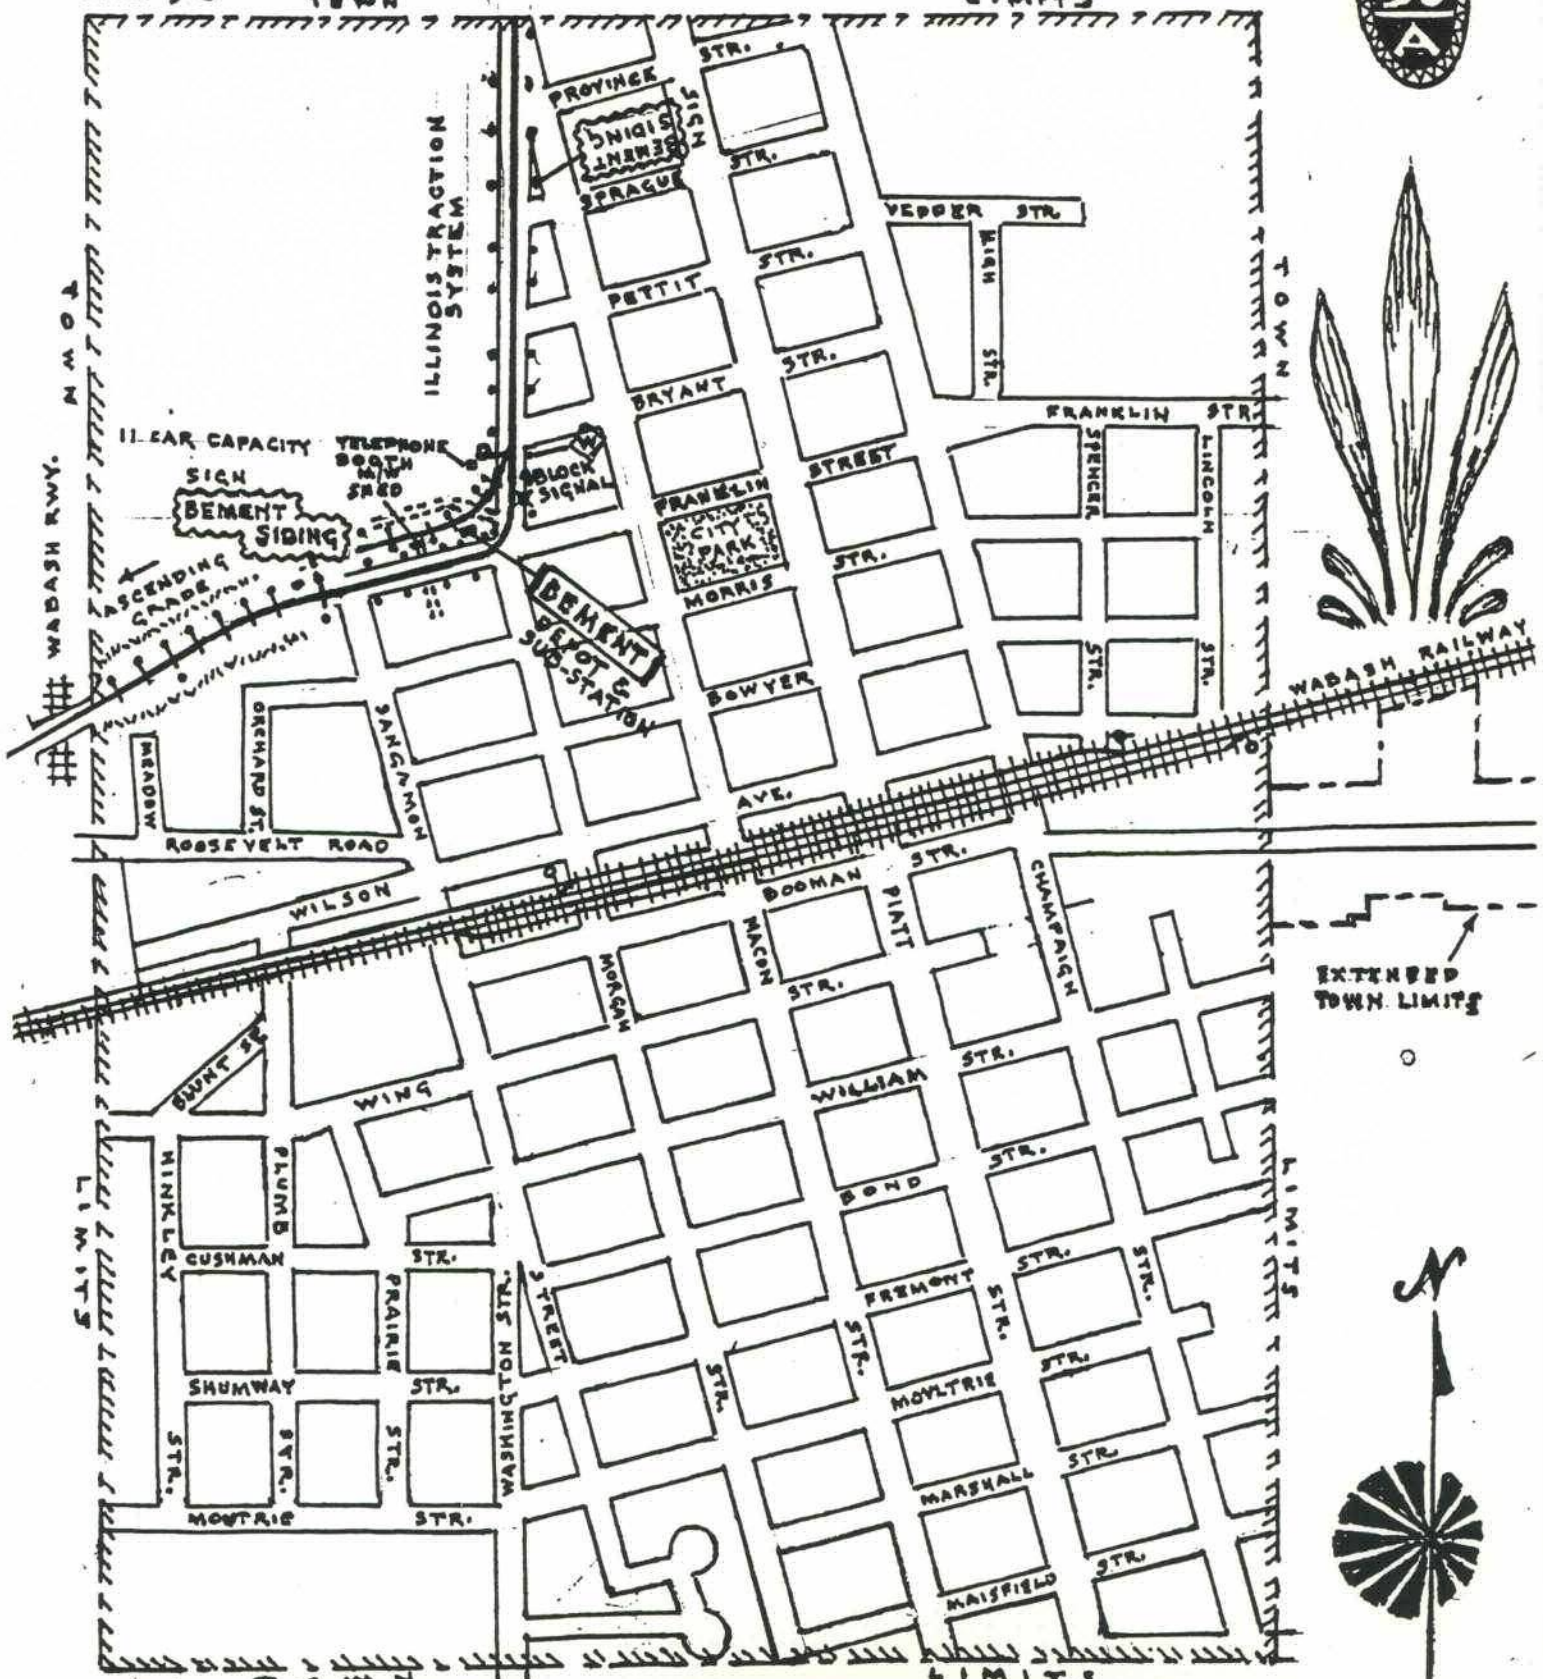 TOWN LIMITS
A
STR.
PROVINCE
SIGN
BEMENT
SIDING
STR.
SPRAGUE
ILLINOIS TRACTION
SYSTEM
VEDDER STR.
HIGH STR.
STR.
PETTIT
TOWN
TOWN
STR.
BRYANT
FRANKLIN STR.
11 CAR CAPACITY
TELEPHONE
BOOTH
M/W
SHED
W
BLOCK
SIGNAL
SIGN
BEMENT
SIDING
STREET
FRANKLIN
SPENCER STR.
LINCOLN STR.
CITY
PARK
STR.
MORRIS
WABASH RWY.
ASCENDING
GRADE
BEMENT
DEPOT &
SUB-STATION
WABASH RAILWAY
BOWYER
ORCHARD ST.
SANGAMON
MEADOW
AVE.
ROOSEVELT ROAD
STR.
BODMAN
WILSON
PIATT
CHAMPAIGN
MACON
MORGAN
STR.
EXTENDED
TOWN LIMITS
BLUNT ST.
WING
STR.
WILLIAM
HINKLEY
PLUMB
STR.
BOND
LIMITS
LIMITS
CUSHMAN STR.
STR.
STR.
N
PRAIRIE
WASHINGTON STR.
STREET
FREMONT
STR.
STR.
STR.
STR.
SHUMWAY STR.
MOULTRIE
STR.
STR.
STR.
STR.
STR.
MARSHALL
MOUTRIE STR.
STR.
MAISFIELD
LIMITS